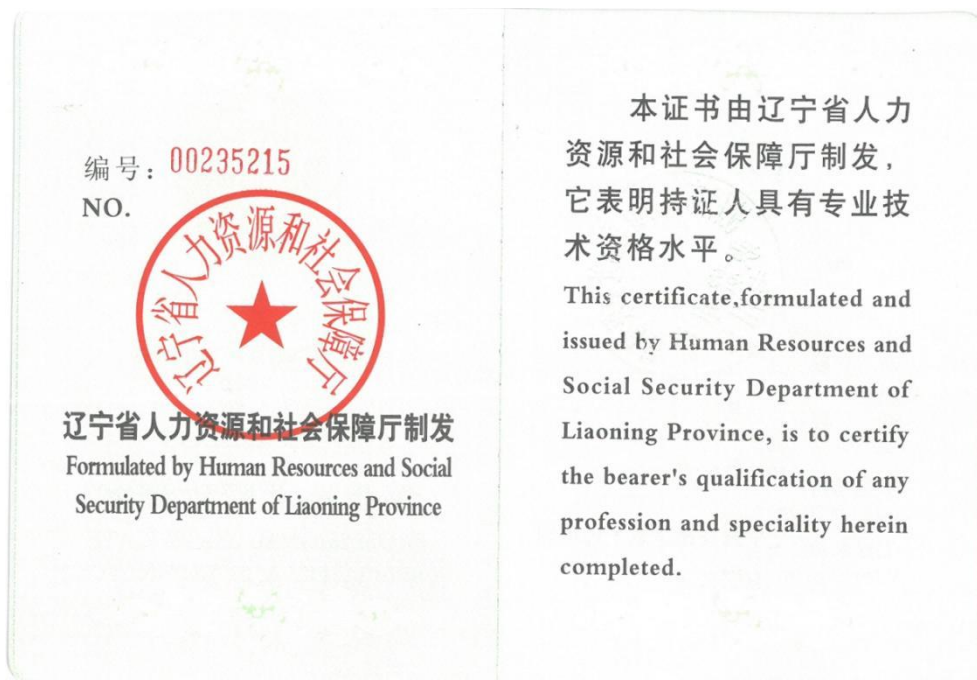 编号: 00235215
NO.
辽宁省人力资源和社会保障厅
辽宁省人力资源和社会保障厅制发
Formulated by Human Resources and Social
Security Department of Liaoning Province
本证书由辽宁省人力
资源和社会保障厅制发,
它表明持证人具有专业技
术资格水平。
This certificate,formulated and
issued by Human Resources and
Social Security Department of
Liaoning Province, is to certify
the bearer's qualification of any
profession and speciality herein
completed.